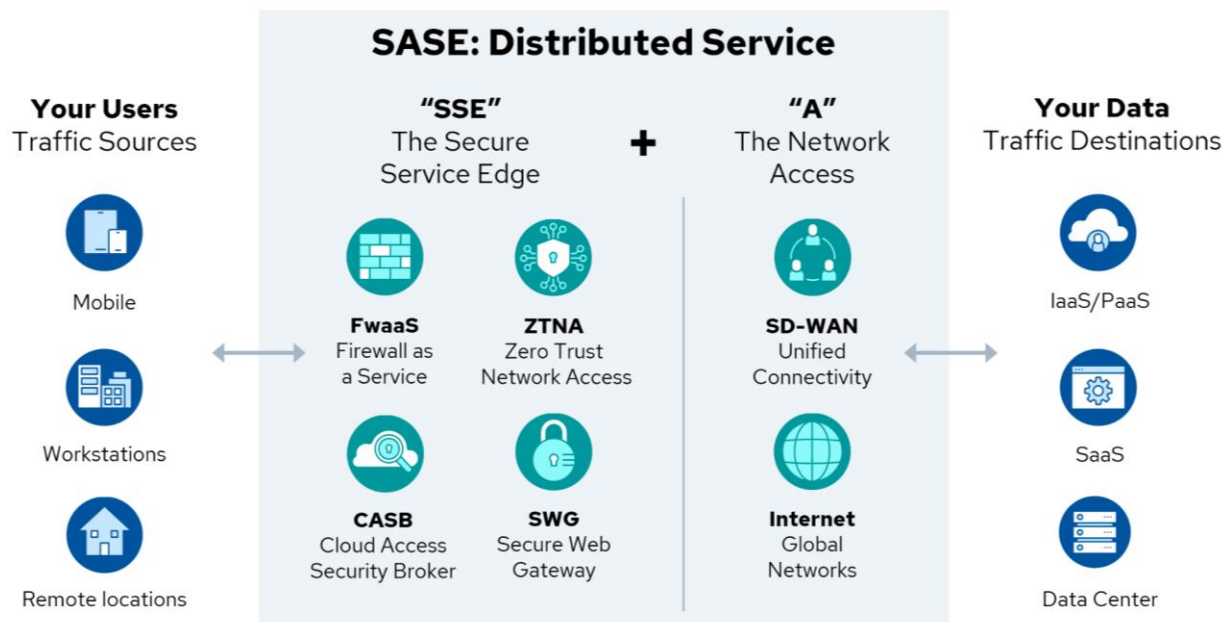 SASE: Distributed Service
Your Users
Traffic Sources
Mobile
Workstations
Remote locations
“SSE”
The Secure
Service Edge
+
“A”
The Network
Access
FwaaS
Firewall as
a Service
ZTNA
Zero Trust
Network Access
CASB
Cloud Access
Security Broker
SWG
Secure Web
Gateway
SD-WAN
Unified
Connectivity
Internet
Global
Networks
Your Data
Traffic Destinations
IaaS/PaaS
SaaS
Data Center